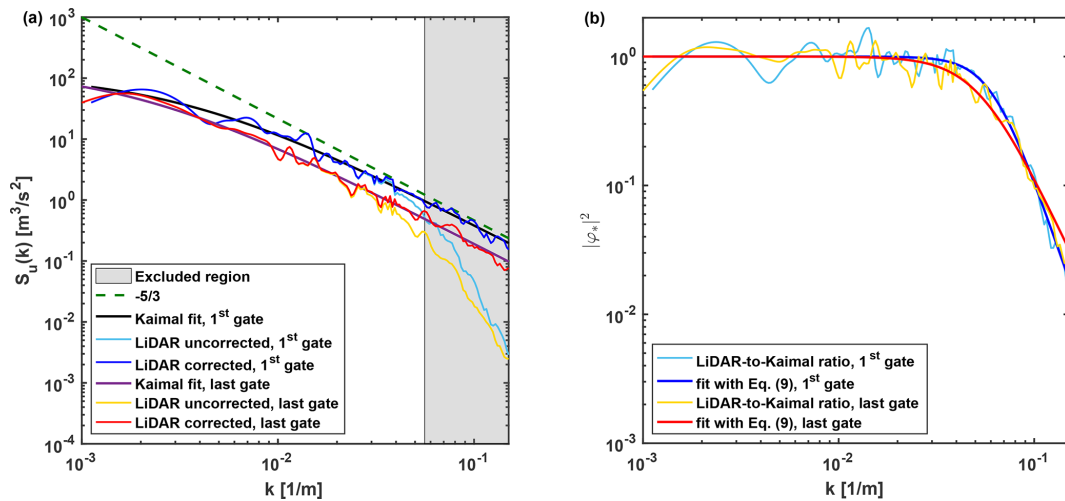 (a)
10^3
10^2
10^1
10^0
10^-1
10^-2
10^-3
10^-4
S_u(k) [m^3/s^2]
Excluded region
-5/3
Kaimal fit, 1^st gate
LiDAR uncorrected, 1^st gate
LiDAR corrected, 1^st gate
Kaimal fit, last gate
LiDAR uncorrected, last gate
LiDAR corrected, last gate
10^-3
10^-2
10^-1
k [1/m]
(b)
10^0
10^-1
10^-2
10^-3
|φ_*|^2
LiDAR-to-Kaimal ratio, 1^st gate
fit with Eq. (9), 1^st gate
LiDAR-to-Kaimal ratio, last gate
fit with Eq. (9), last gate
10^-3
10^-2
10^-1
k [1/m]